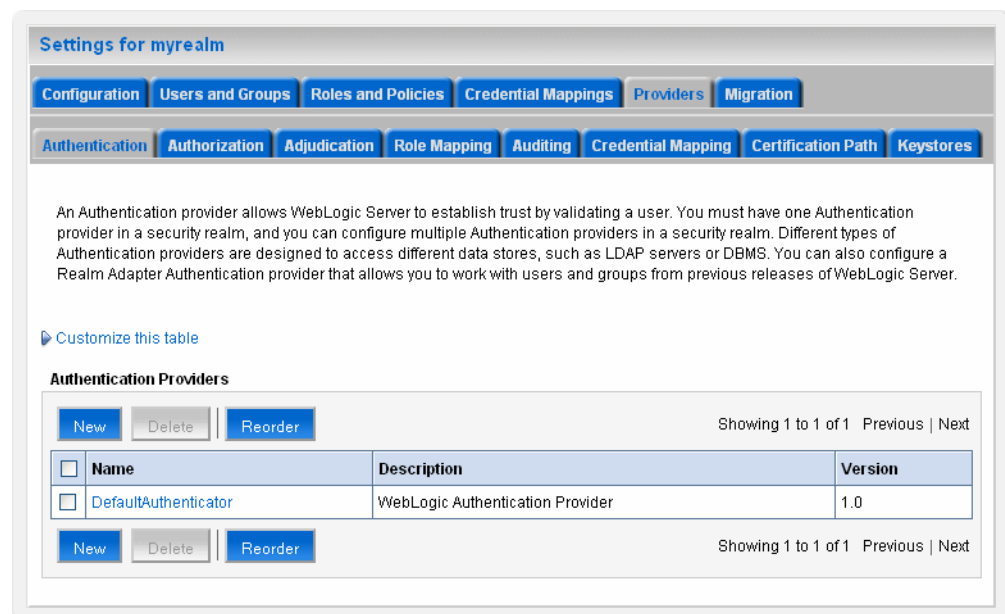 Settings for myrealm
Configuration Users and Groups Roles and Policies Credential Mappings Providers Migration
Authentication Authorization Adjudication Role Mapping Auditing Credential Mapping Certification Path Keystores
An Authentication provider allows WebLogic Server to establish trust by validating a user. You must have one Authentication
provider in a security realm, and you can configure multiple Authentication providers in a security realm. Different types of
Authentication providers are designed to access different data stores, such as LDAP servers or DBMS. You can also configure a
Realm Adapter Authentication provider that allows you to work with users and groups from previous releases of WebLogic Server.
Customize this table
Authentication Providers
New Delete Reorder Showing 1 to 1 of 1 Previous | Next
Name Description Version
DefaultAuthenticator WebLogic Authentication Provider 1.0
New Delete Reorder Showing 1 to 1 of 1 Previous | Next